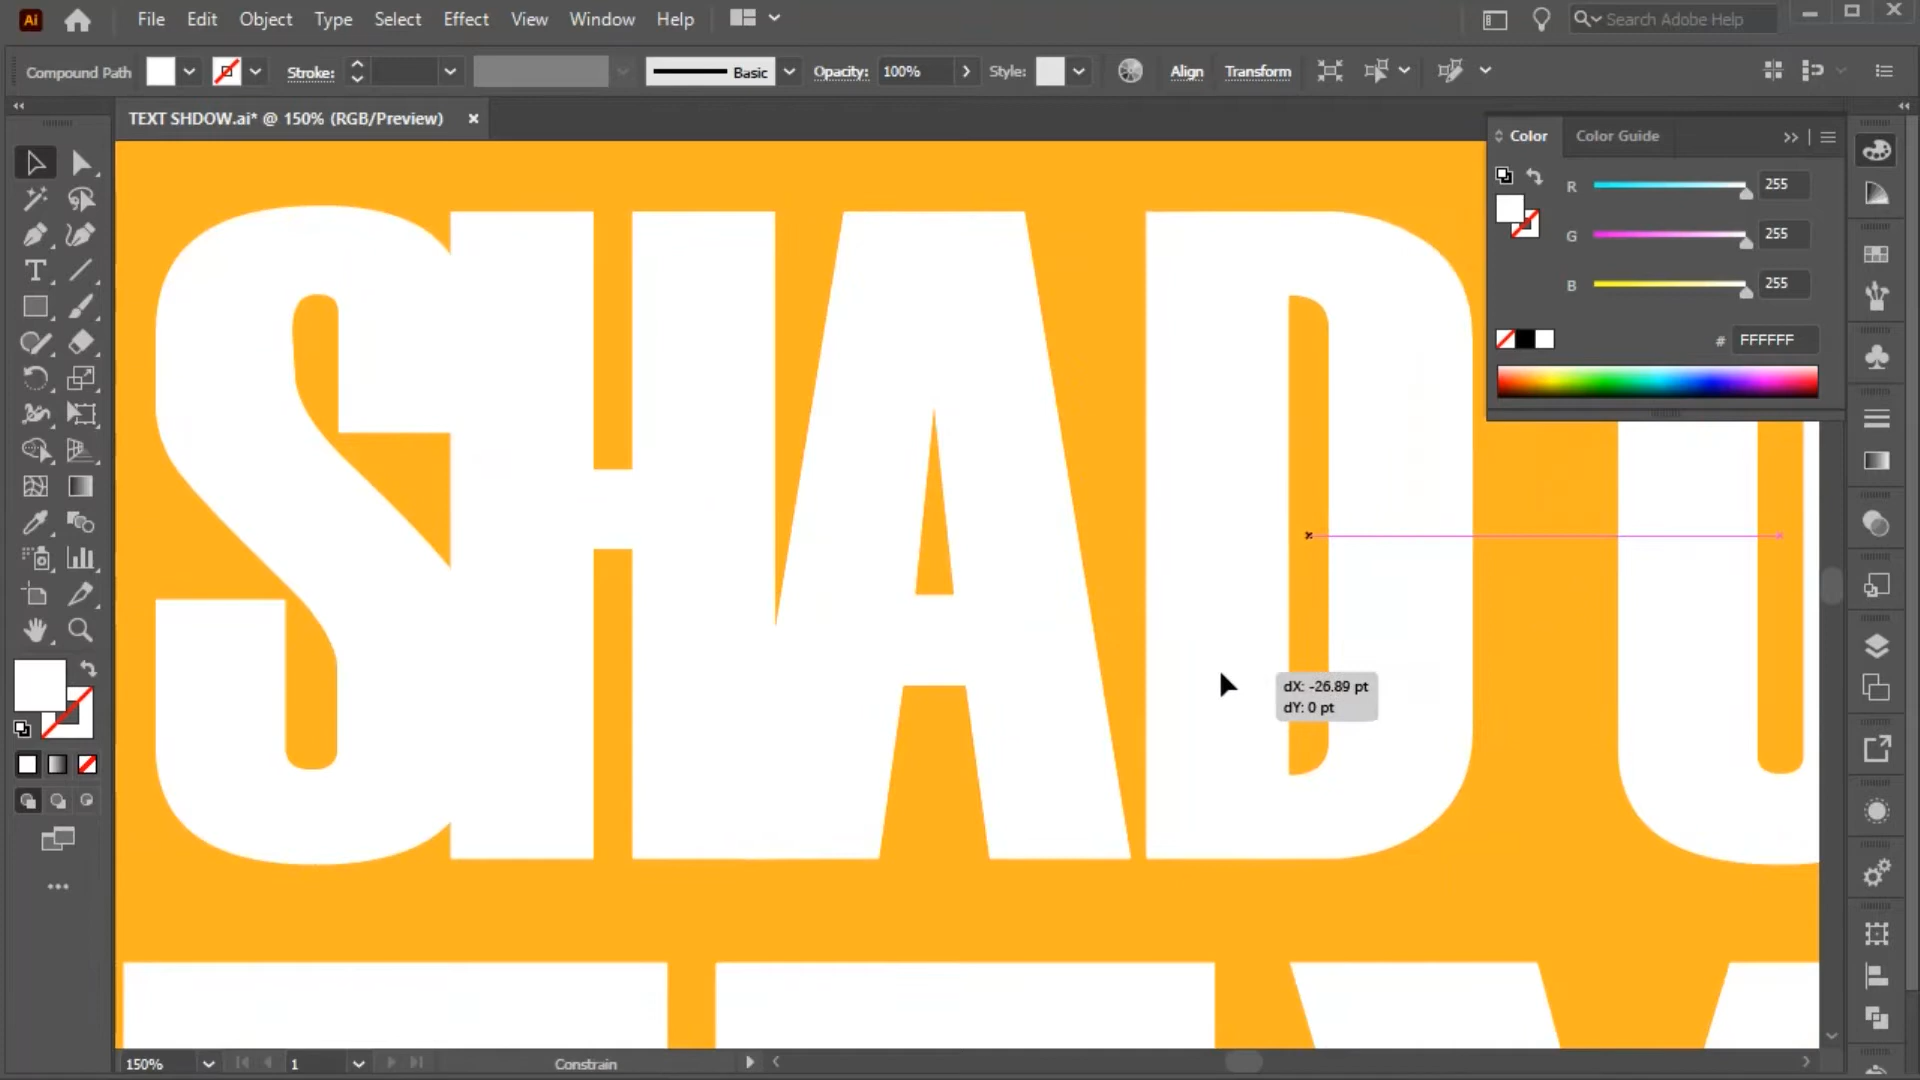 Ai File Edit Object Type Select Effect View Window Help Search Adobe Help
Compound Path Stroke: Basic Opacity: 100% Style: Align Transform
TEXT SHDOW.ai* @ 150% (RGB/Preview)
Color Color Guide
R 255
G 255
B 255
# FFFFFF
SHAD
dX: -26.89 pt
dY: 0 pt
150% 1 Constrain